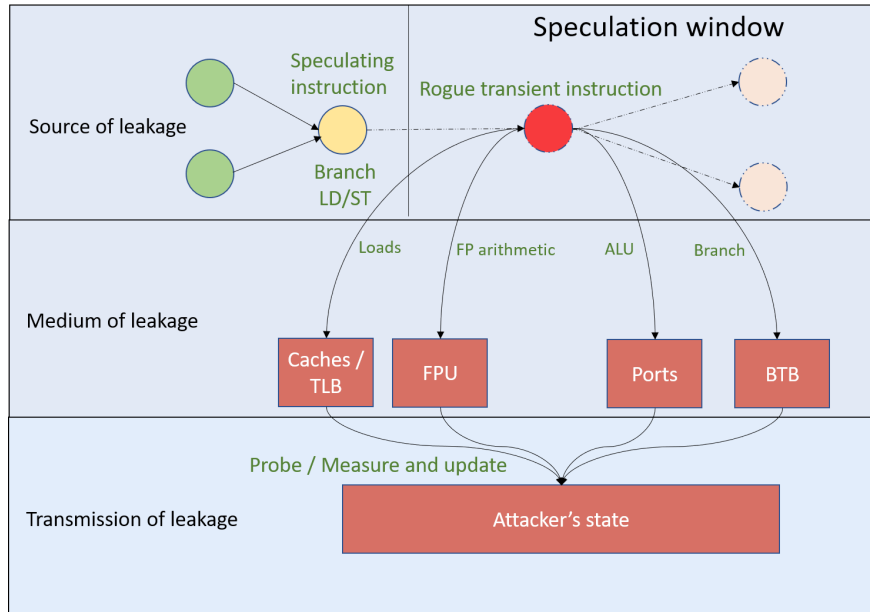 Speculation window
Speculating
instruction
Rogue transient instruction
Source of leakage
Branch
LD/ST
Loads
FP arithmetic
ALU
Branch
Medium of leakage
Caches /
TLB
FPU
Ports
BTB
Probe / Measure and update
Transmission of leakage
Attacker's state